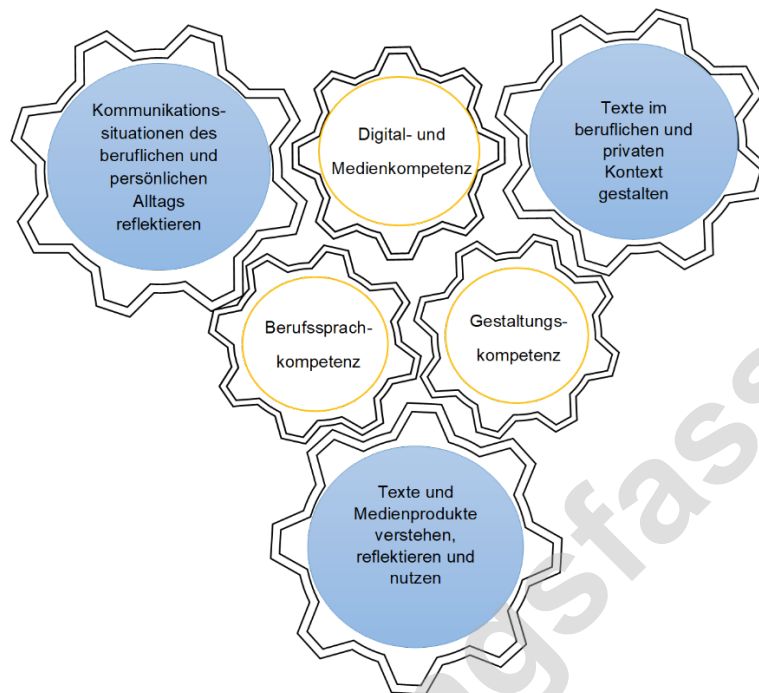 Kommunikations-
situationen des
beruflichen und
persönlichen
Alltags
reflektieren
Digital- und
Medienkompetenz
Texte im
beruflichen und
privaten
Kontext
gestalten
Berufssprach-
kompetenz
Gestaltungs-
kompetenz
Texte und
Medienprodukte
verstehen,
reflektieren und
nutzen
ngsfass